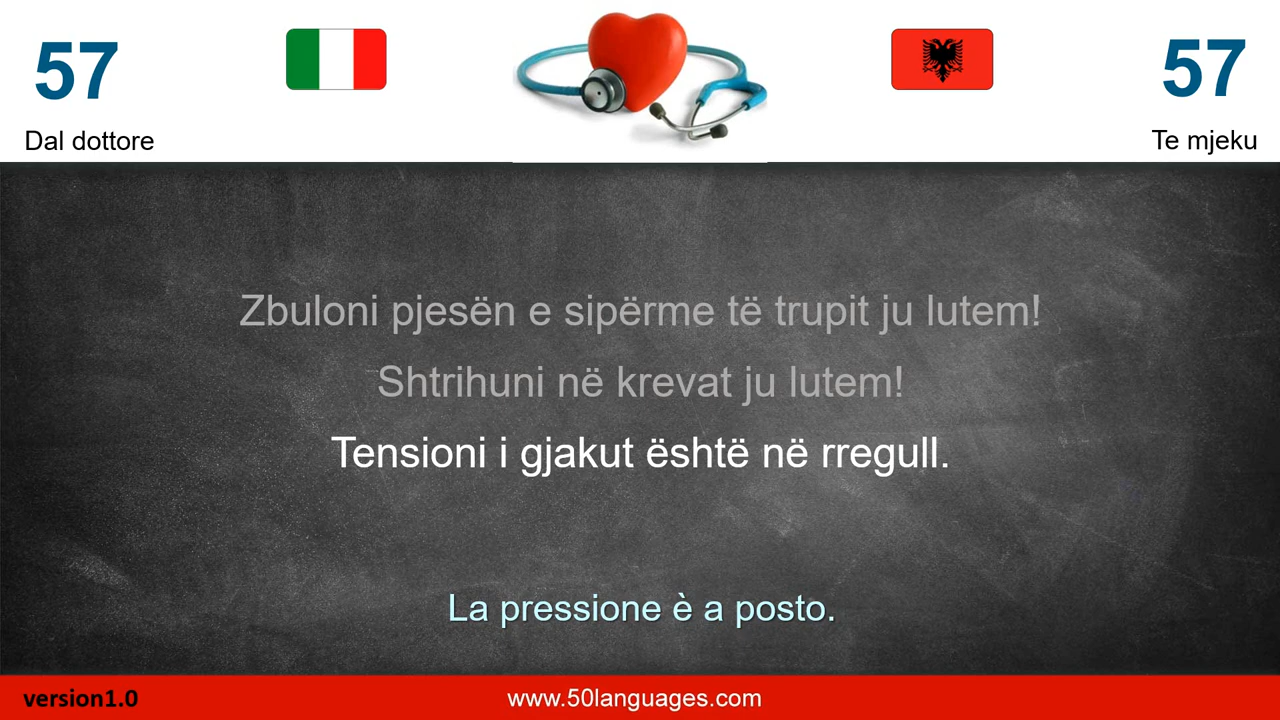 57
57
Dal dottore
Te mjeku
Zbuloni pjesën e sipërme të trupit ju lutem!
Shtrihuni në krevat ju lutem!
Tensioni i gjakut është në rregull.
La pressione è a posto.
version1.0
www.50languages.com